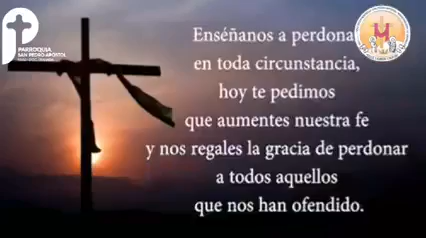 PARROQUIA
SAN PEDRO APÓSTOL
Enséñanos a perdona
en toda circunstancia,
hoy te pedimos
que aumentes nuestra fe
y nos regales la gracia de perdonar
a todos aquellos
que nos han ofendido.